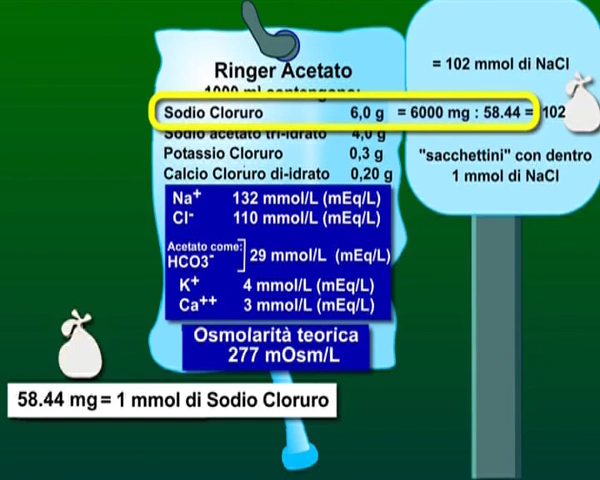 Ringer Acetato
1000 ml contengono:
Sodio Cloruro 6,0 g = 6000 mg : 58.44 = 102
Sodio acetato tri-idrato 4,0 g
Potassio Cloruro 0,3 g
Calcio Cloruro di-idrato 0,20 g
Na+ 132 mmol/L (mEq/L)
Cl- 110 mmol/L (mEq/L)
Acetato come:
HCO3- 29 mmol/L (mEq/L)
K+ 4 mmol/L (mEq/L)
Ca++ 3 mmol/L (mEq/L)
Osmolarità teorica
277 mOsm/L
= 102 mmol di NaCl
"sacchettini" con dentro
1 mmol di NaCl
58.44 mg = 1 mmol di Sodio Cloruro